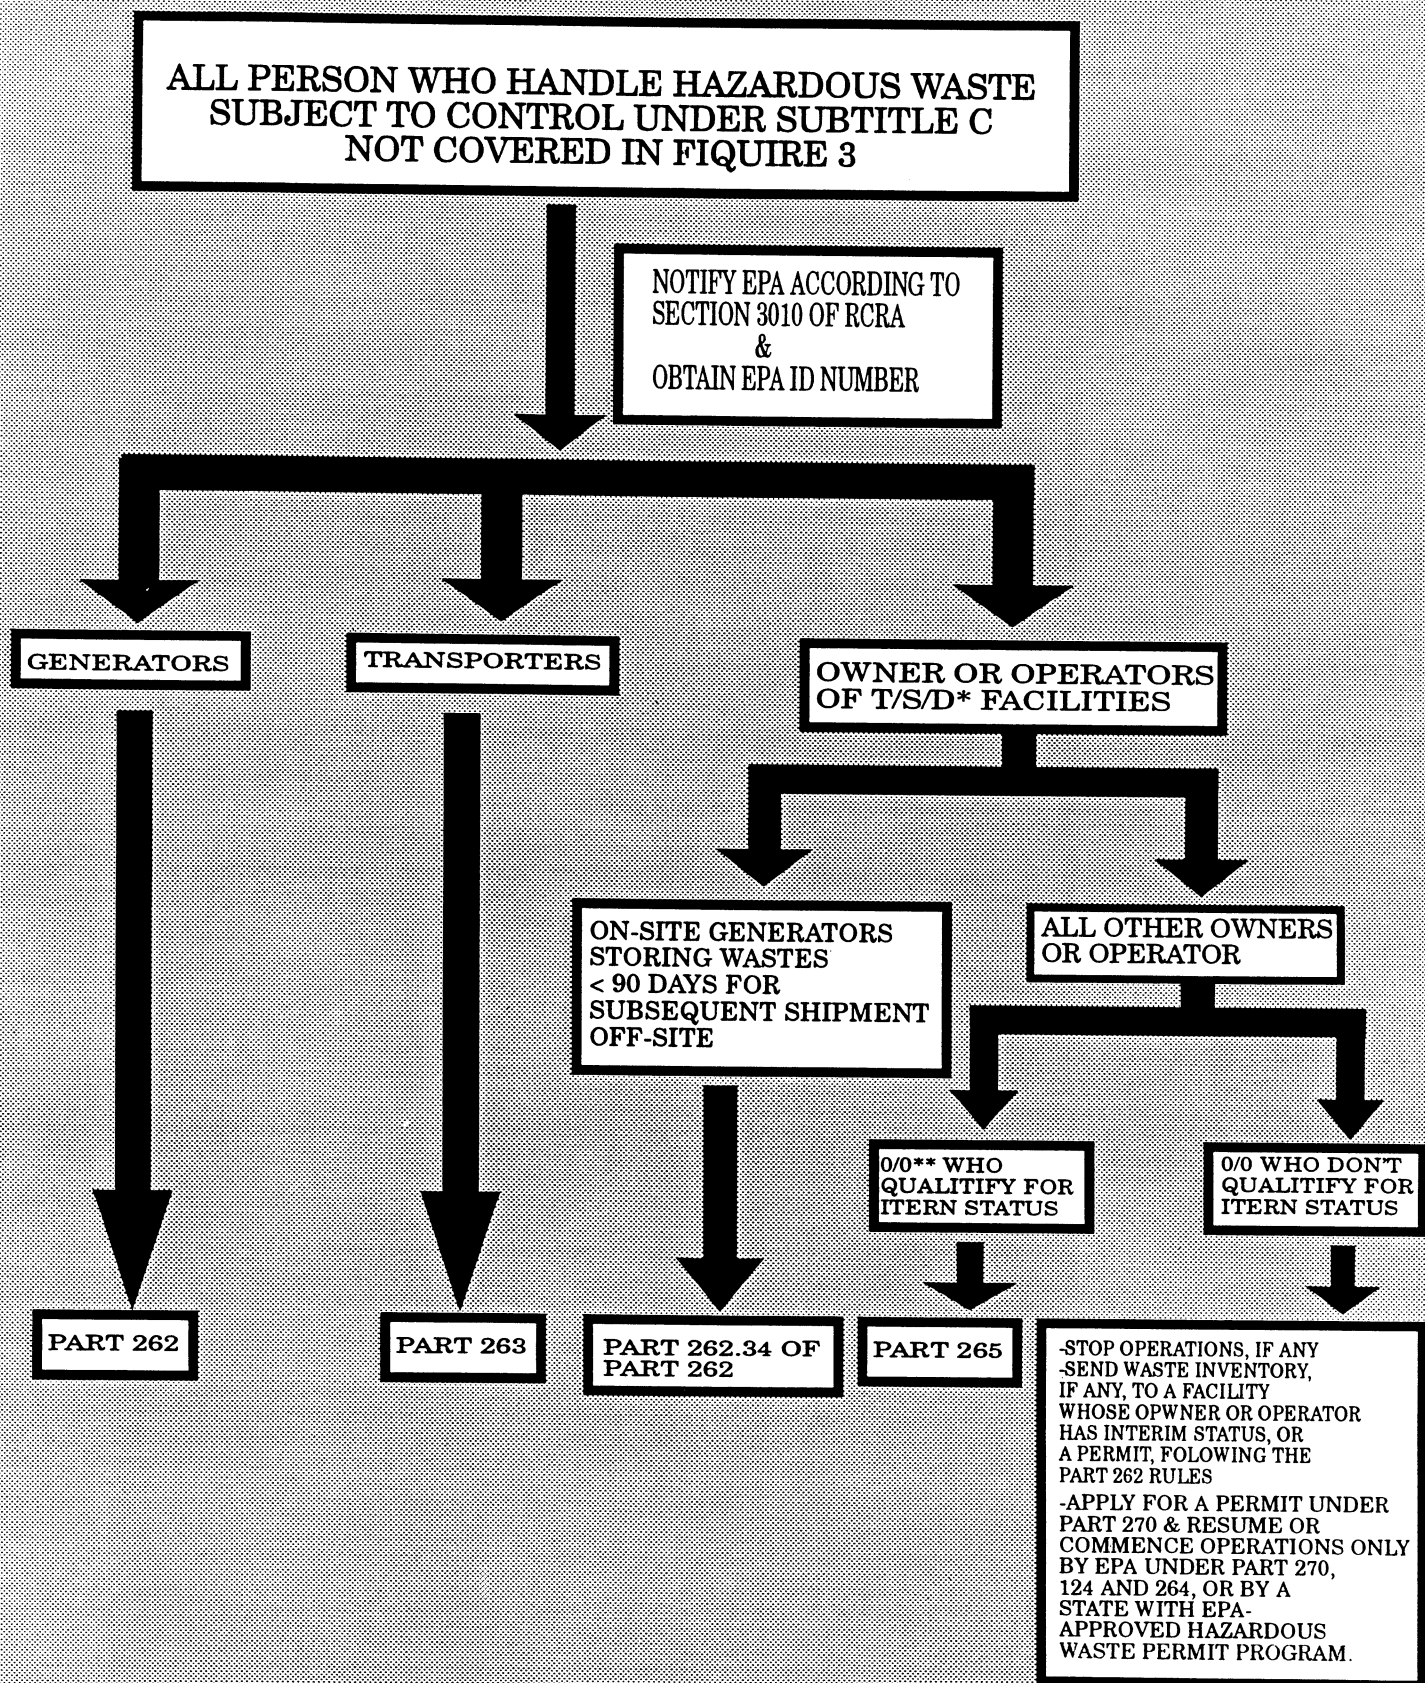 ALL PERSON WHO HANDLE HAZARDOUS WASTE
SUBJECT TO CONTROL UNDER SUBTITLE C
NOT COVERED IN FIQUIRE 3
NOTIFY EPA ACCORDING TO
SECTION 3010 OF RCRA
&
OBTAIN EPA ID NUMBER
GENERATORS
TRANSPORTERS
OWNER OR OPERATORS
OF T/S/D* FACILITIES
ON-SITE GENERATORS
STORING WASTES
< 90 DAYS FOR
SUBSEQUENT SHIPMENT
OFF-SITE
ALL OTHER OWNERS
OR OPERATOR
0/0** WHO
QUALITIFY FOR
ITERN STATUS
0/0 WHO DON'T
QUALITIFY FOR
ITERN STATUS
PART 262
PART 263
PART 262.34 OF
PART 262
PART 265
-STOP OPERATIONS, IF ANY
-SEND WASTE INVENTORY,
IF ANY, TO A FACILITY
WHOSE OPWNER OR OPERATOR
HAS INTERIM STATUS, OR
A PERMIT, FOLOWING THE
PART 262 RULES
-APPLY FOR A PERMIT UNDER
PART 270 & RESUME OR
COMMENCE OPERATIONS ONLY
BY EPA UNDER PART 270,
124 AND 264, OR BY A
STATE WITH EPA-
APPROVED HAZARDOUS
WASTE PERMIT PROGRAM.